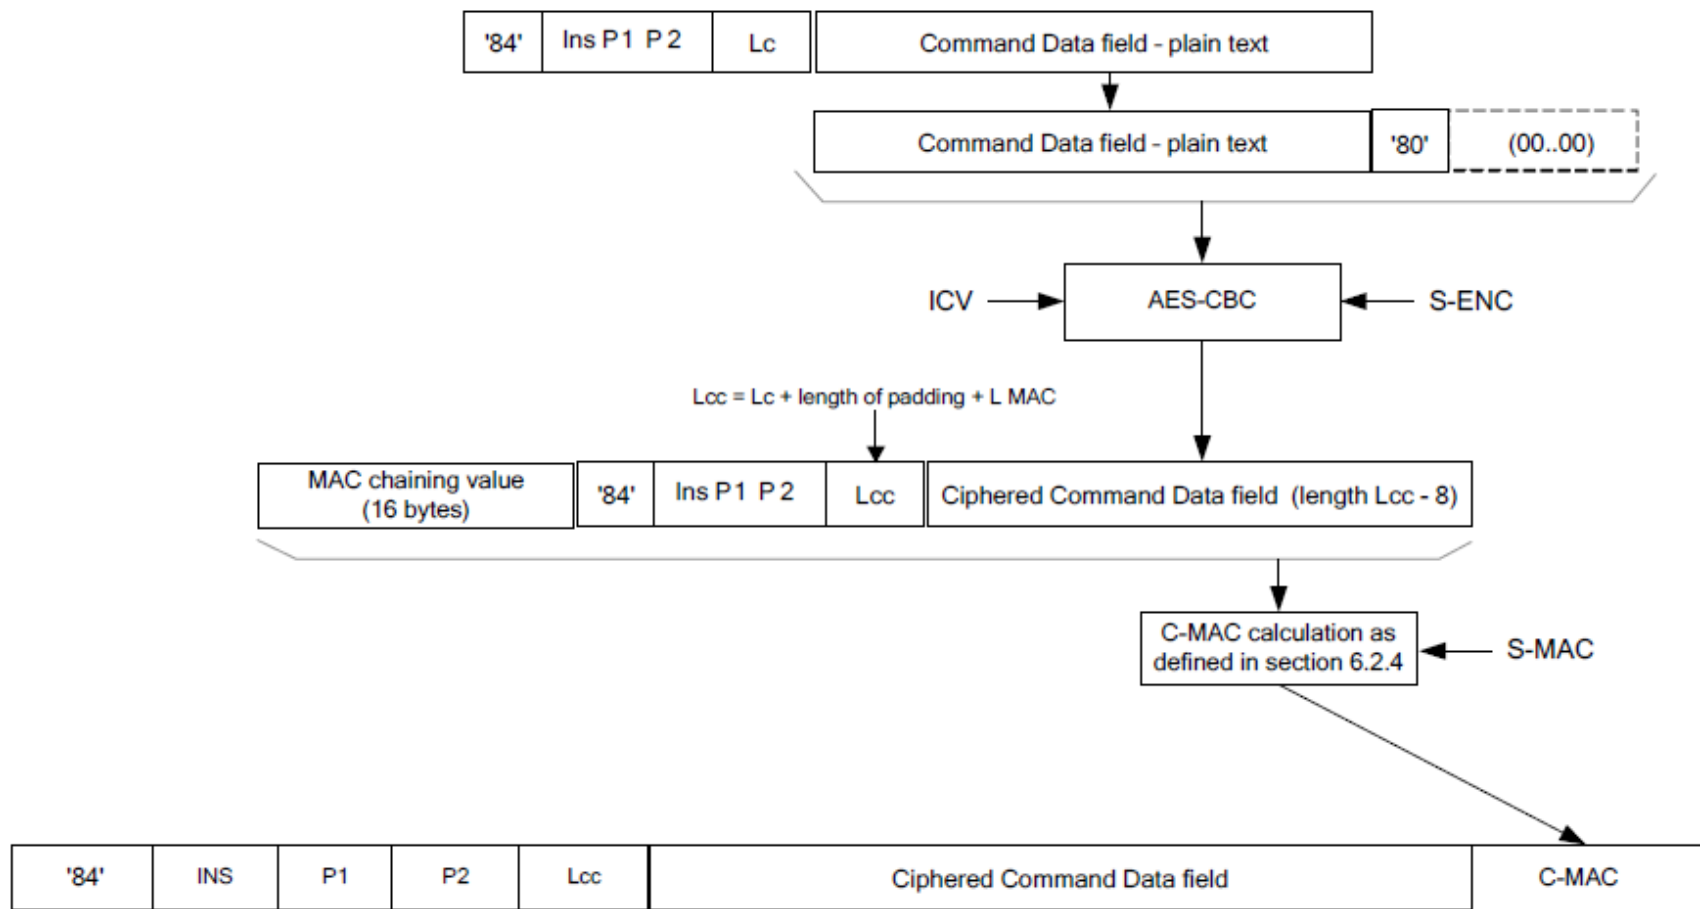 '84' Ins P1 P2 Lc Command Data field - plain text
Command Data field - plain text '80' (00..00)
ICV AES-CBC S-ENC
Lcc = Lc + length of padding + L MAC
MAC chaining value
(16 bytes)
'84' Ins P1 P2 Lcc Ciphered Command Data field (length Lcc - 8)
C-MAC calculation as
defined in section 6.2.4
S-MAC
'84' INS P1 P2 Lcc Ciphered Command Data field C-MAC